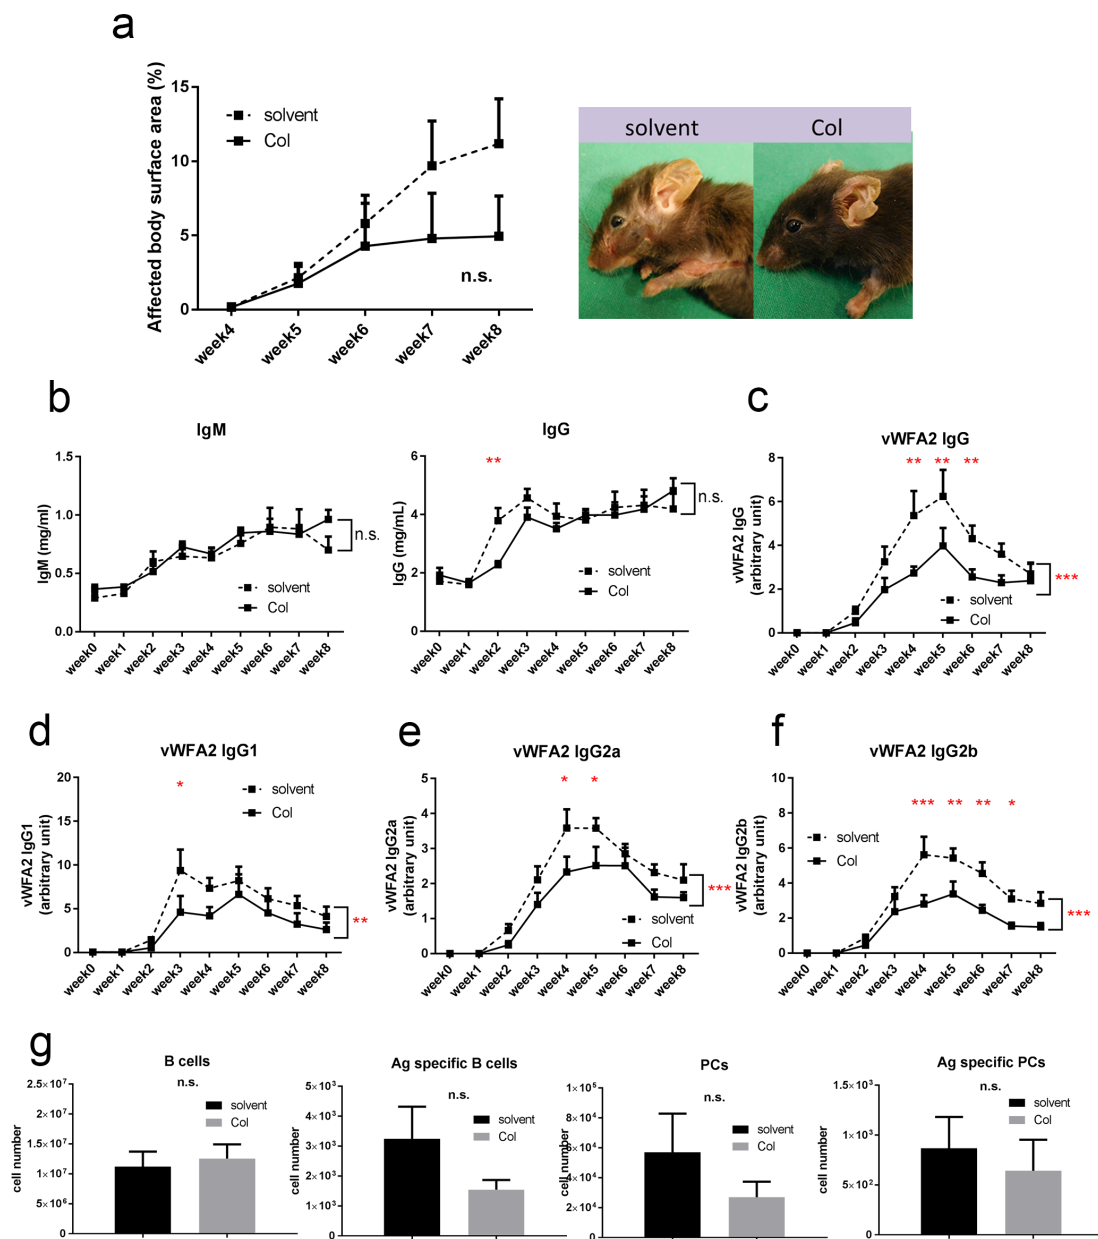 a
Affected body surface area (%)
15
10
5
0
solvent
Col
n.s.
week4
week5
week6
week7
week8
solvent
Col
b
IgM
IgM (mg/ml)
1.5
1.0
0.5
0.0
n.s.
solvent
Col
week0
week1
week2
week3
week4
week5
week6
week7
week8
IgG
IgG (mg/mL)
6
4
2
0
**
n.s.
solvent
Col
week0
week1
week2
week3
week4
week5
week6
week7
week8
c
vWFA2 IgG
vWFA2 IgG
(arbitrary unit)
8
6
4
2
0
** ** **
***
solvent
Col
week0
week1
week2
week3
week4
week5
week6
week7
week8
d
vWFA2 IgG1
vWFA2 IgG1
(arbitrary unit)
20
15
10
5
0
*
solvent
Col
**
week0
week1
week2
week3
week4
week5
week6
week7
week8
e
vWFA2 IgG2a
vWFA2 IgG2a
(arbitrary unit)
5
4
3
2
1
0
* *
***
solvent
Col
week0
week1
week2
week3
week4
week5
week6
week7
week8
f
vWFA2 IgG2b
vWFA2 IgG2b
(arbitrary unit)
10
8
6
4
2
0
*** ** ** *
solvent
Col
***
week0
week1
week2
week3
week4
week5
week6
week7
week8
g
B cells
n.s.
cell number
2.5×10⁷
2.0×10⁷
1.5×10⁷
1×10⁷
5×10⁶
0
solvent
Col
Ag specific B cells
n.s.
cell number
5×10³
4×10³
3×10³
2×10³
1×10³
0
solvent
Col
PCs
n.s.
cell number
1×10⁵
8×10⁴
6×10⁴
4×10⁴
2×10⁴
0
solvent
Col
Ag specific PCs
n.s.
cell number
1.5×10³
1×10³
5×10²
0
solvent
Col